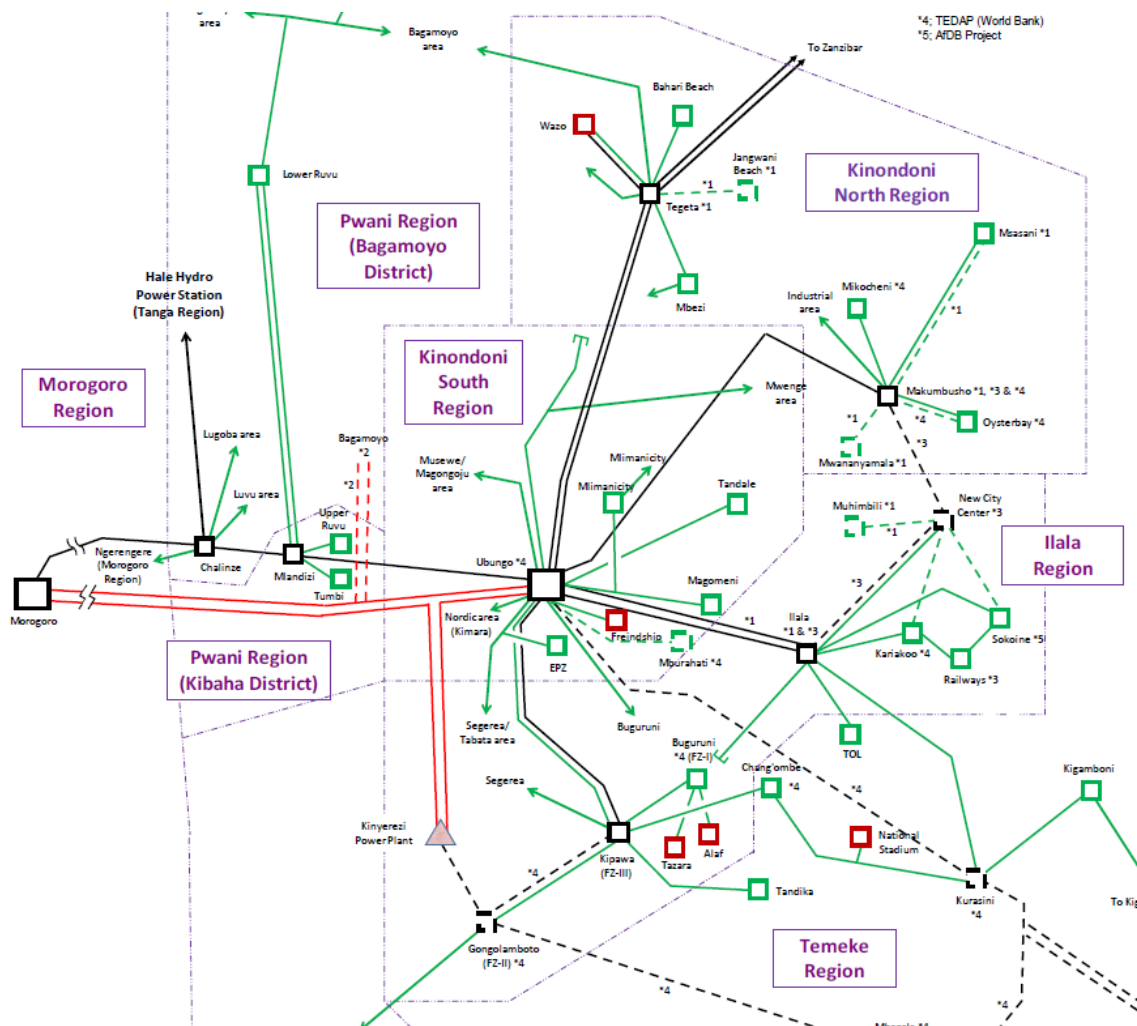 area
Bagamoyo
area
*4; TEDAP (World Bank)
*5; AfDB Project
To Zanzibar
Bahari Beach
Wazo
Jangwani
Beach *1
*1
Tegeta *1
Kinondoni
North Region
Lower Ruvu
Pwani Region
(Bagamoyo
District)
Msasani *1
Mbezi
Hale Hydro
Power Station
(Tanga Region)
Mikocheni *4
Industrial
area
*1
Kinondoni
South
Region
Morogoro
Region
Mwenge
area
Makumbusho *1, *3 & *4
*1
*4
Oysterbay *4
*3
Mwananyamala *1
Lugoba area
Bagamoyo
*2
*2
Musewe/
Magongoju
area
Mlimanicity
Mlimanicity
Tandale
Luvu area
Muhimbili *1
*1
New City
Center *3
Ilala
Region
Upper
Ruvu
Ngerengere
(Morogoro
Region)
Chalinze
Mlandizi
Tumbi
Ubungo *4
*3
Magomeni
Morogoro
Nordic area
(Kimara)
Freindship
*1
Ilala
*1 & *3
Sokoine *5
Kariakoo *4
Railways *3
EPZ
Mburahati *4
Pwani Region
(Kibaha District)
Segerea/
Tabata area
Buguruni
Buguruni
*4 (FZ-I)
TOL
Chang'ombe
*4
Segerea
*4
Kigamboni
Kinyerezi
Power Plant
Kipawa
(FZ-III)
Tazara
Alaf
National
Stadium
*4
Tandika
Kurasini
*4
To Kig
Gongolamboto
(FZ-II) *4
Temeke
Region
*4
*4